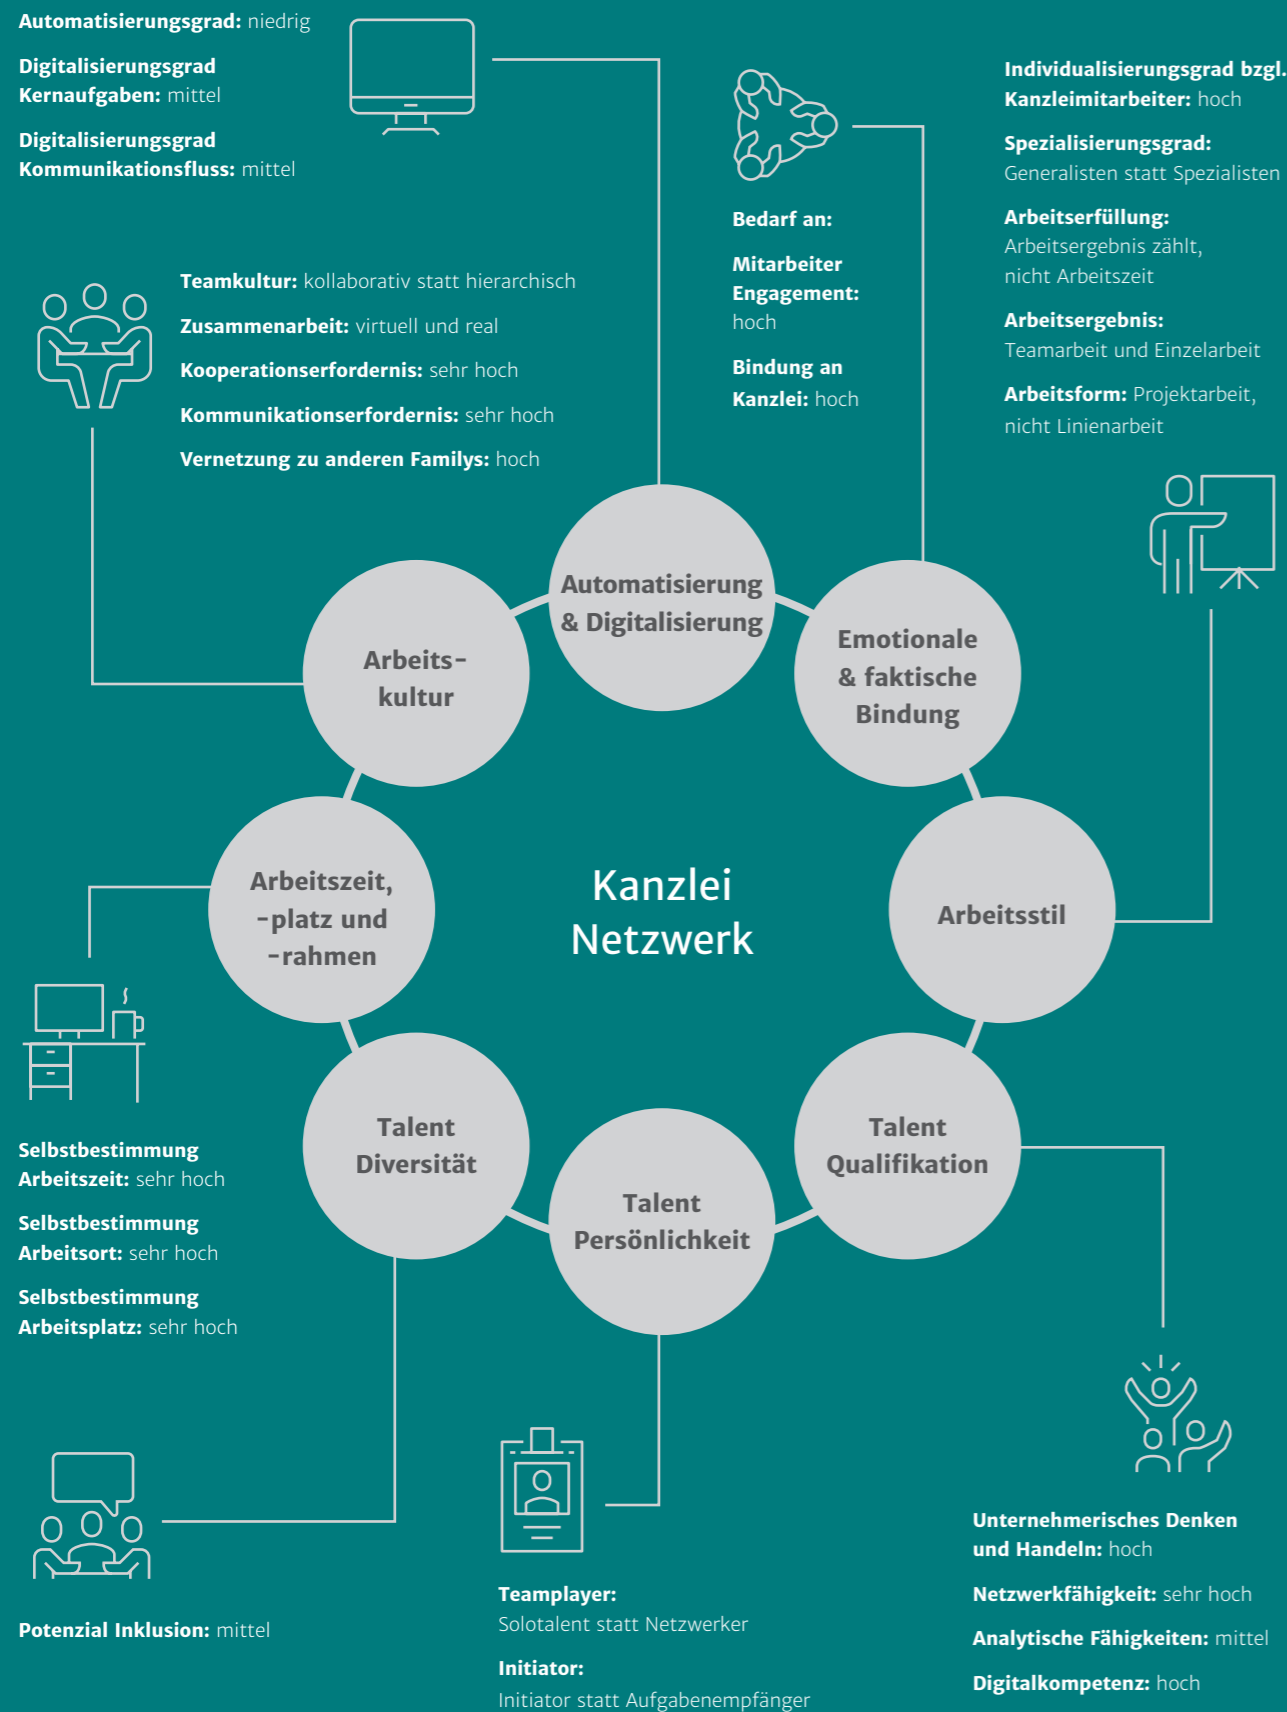 Automatisierungsgrad: niedrig
Digitalisierungsgrad
Kernaufgaben: mittel
Digitalisierungsgrad
Kommunikationsfluss: mittel
Bedarf an:
Mitarbeiter
Engagement:
hoch
Bindung an
Kanzlei: hoch
Individualisierungsgrad bzgl.
Kanzleimitarbeiter: hoch
Spezialisierungsgrad:
Generalisten statt Spezialisten
Arbeitserfüllung:
Arbeitsergebnis zählt,
nicht Arbeitszeit
Arbeitsergebnis:
Teamarbeit und Einzelarbeit
Arbeitsform: Projektarbeit,
nicht Linienarbeit
Teamkultur: kollaborativ statt hierarchisch
Zusammenarbeit: virtuell und real
Kooperationserfordernis: sehr hoch
Kommunikationserfordernis: sehr hoch
Vernetzung zu anderen Familys: hoch
Automatisierung
& Digitalisierung
Emotionale
& faktische
Bindung
Arbeits-
kultur
Arbeitszeit,
-platz und
-rahmen
Kanzlei
Netzwerk
Arbeitsstil
Talent
Diversität
Talent
Persönlichkeit
Talent
Qualifikation
Selbstbestimmung
Arbeitszeit: sehr hoch
Selbstbestimmung
Arbeitsort: sehr hoch
Selbstbestimmung
Arbeitsplatz: sehr hoch
Potenzial Inklusion: mittel
Teamplayer:
Solotalent statt Netzwerker
Initiator:
Initiator statt Aufgabenempfänger
Unternehmerisches Denken
und Handeln: hoch
Netzwerkfähigkeit: sehr hoch
Analytische Fähigkeiten: mittel
Digitalkompetenz: hoch